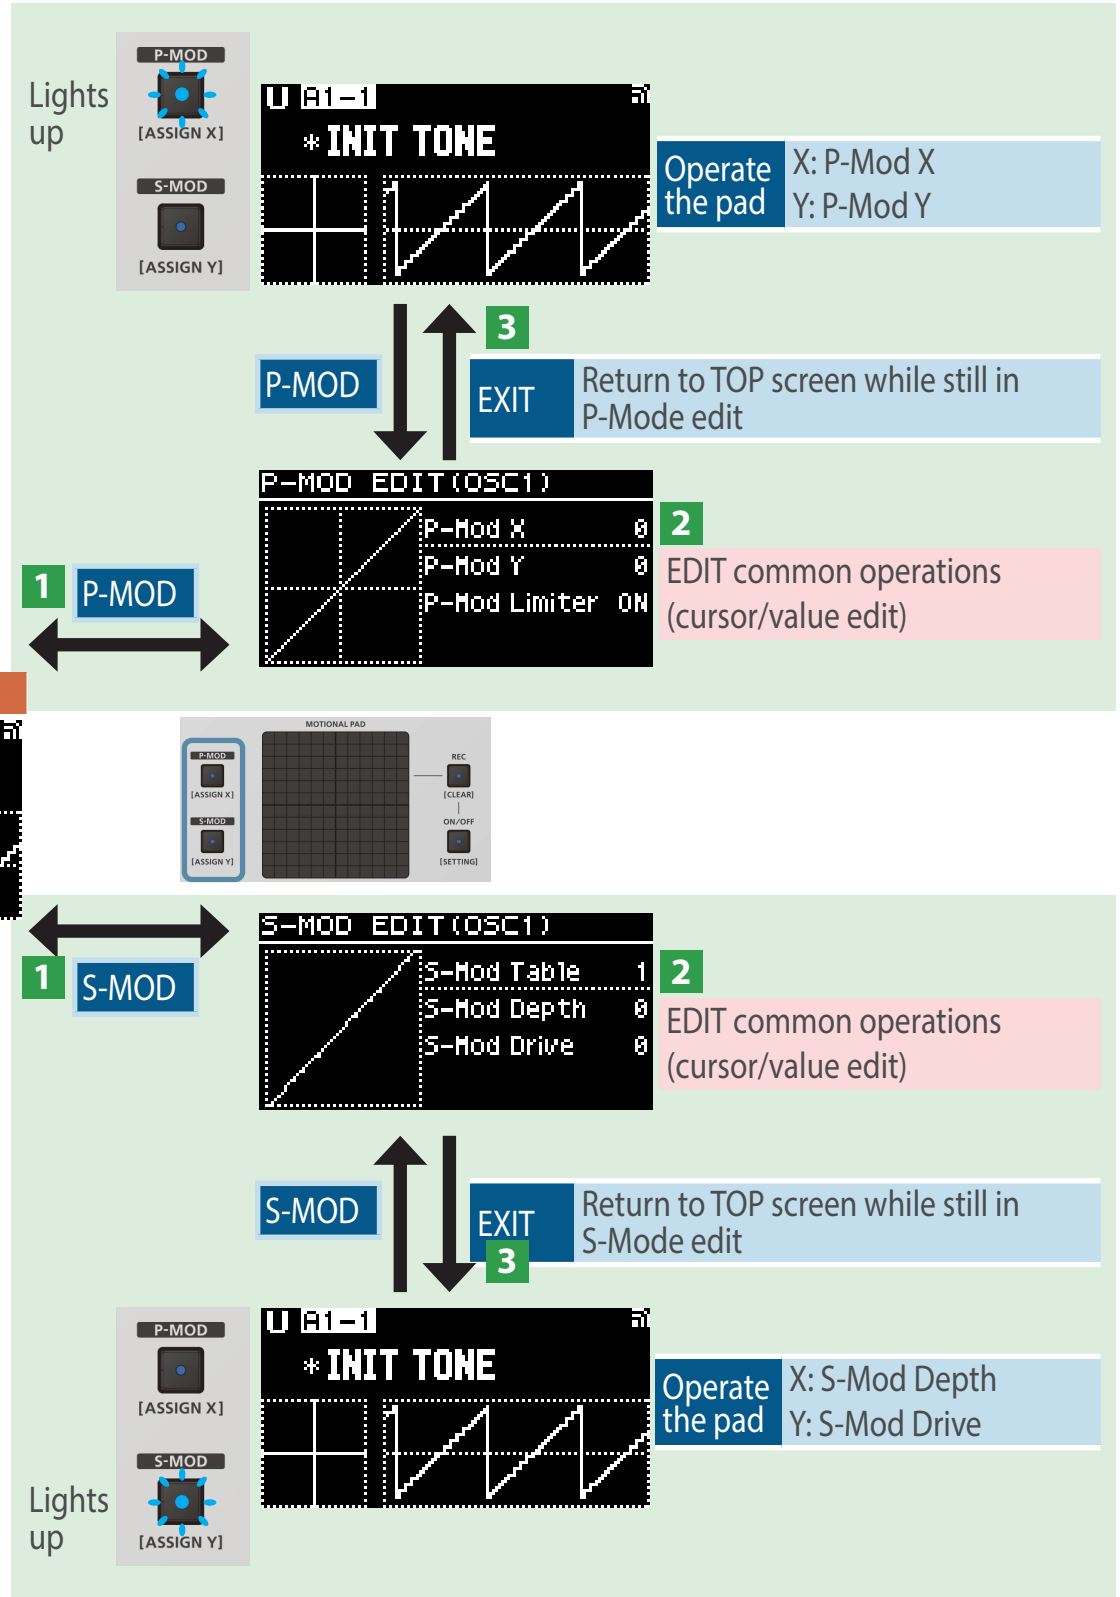 P-MOD
Lights
up
[ASSIGN X]
S-MOD
[ASSIGN Y]
U A1-1
*INIT TONE
Operate
the pad
X: P-Mod X
Y: P-Mod Y
3
P-MOD
EXIT
Return to TOP screen while still in
P-Mode edit
P-MOD EDIT(OSC1)
P-Mod X 0
P-Mod Y 0
P-Mod Limiter ON
2
EDIT common operations
(cursor/value edit)
1
P-MOD
MOTIONAL PAD
P-MOD
[ASSIGN X]
S-MOD
[ASSIGN Y]
REC
[CLEAR]
ON/OFF
[SETTING]
1
S-MOD
S-MOD EDIT(OSC1)
S-Mod Table 1
S-Mod Depth 0
S-Mod Drive 0
2
EDIT common operations
(cursor/value edit)
S-MOD
EXIT
3
Return to TOP screen while still in
S-Mode edit
P-MOD
[ASSIGN X]
S-MOD
Lights
up
[ASSIGN Y]
U A1-1
*INIT TONE
Operate
the pad
X: S-Mod Depth
Y: S-Mod Drive